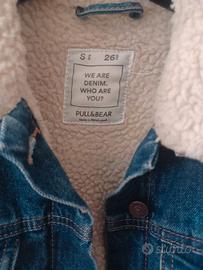 S
26
WE ARE
DENIM.
WHO ARE
YOU?
PULL&BEAR
subito